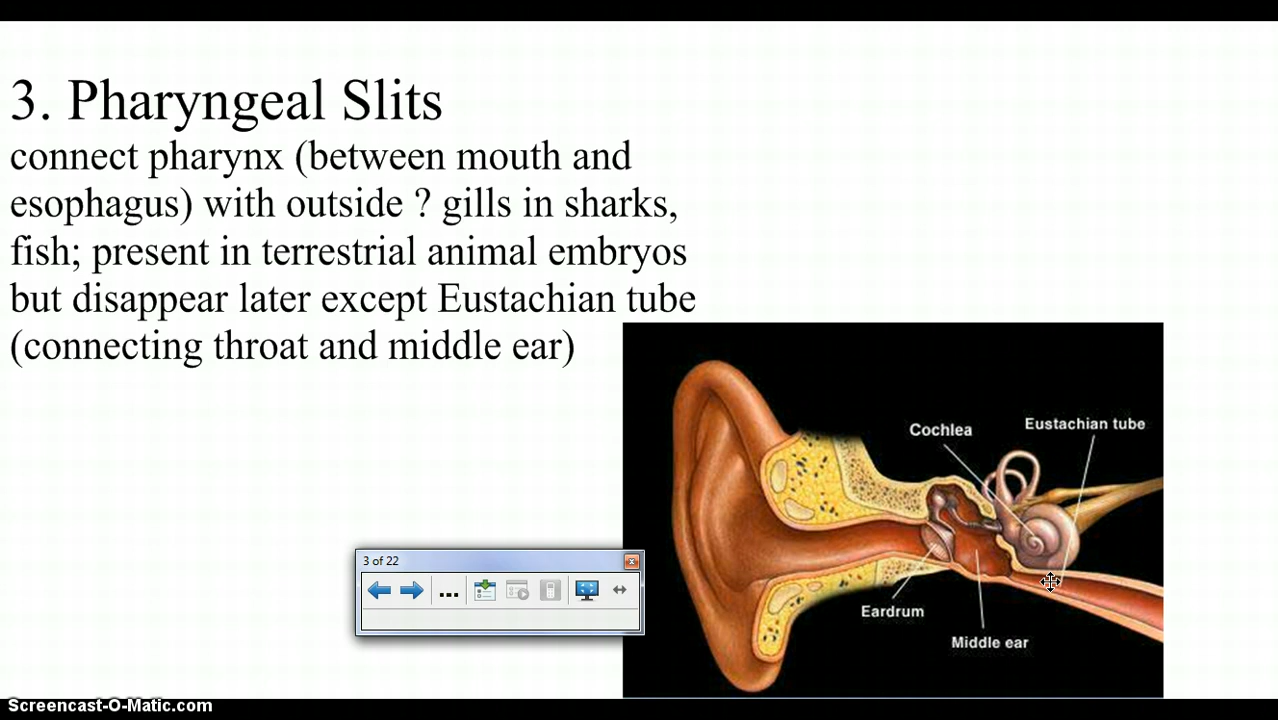 3. Pharyngeal Slits
connect pharynx (between mouth and
esophagus) with outside ? gills in sharks,
fish; present in terrestrial animal embryos
but disappear later except Eustachian tube
(connecting throat and middle ear)
Cochlea
Eustachian tube
3 of 22
...
Eardrum
Middle ear
Screencast-O-Matic.com